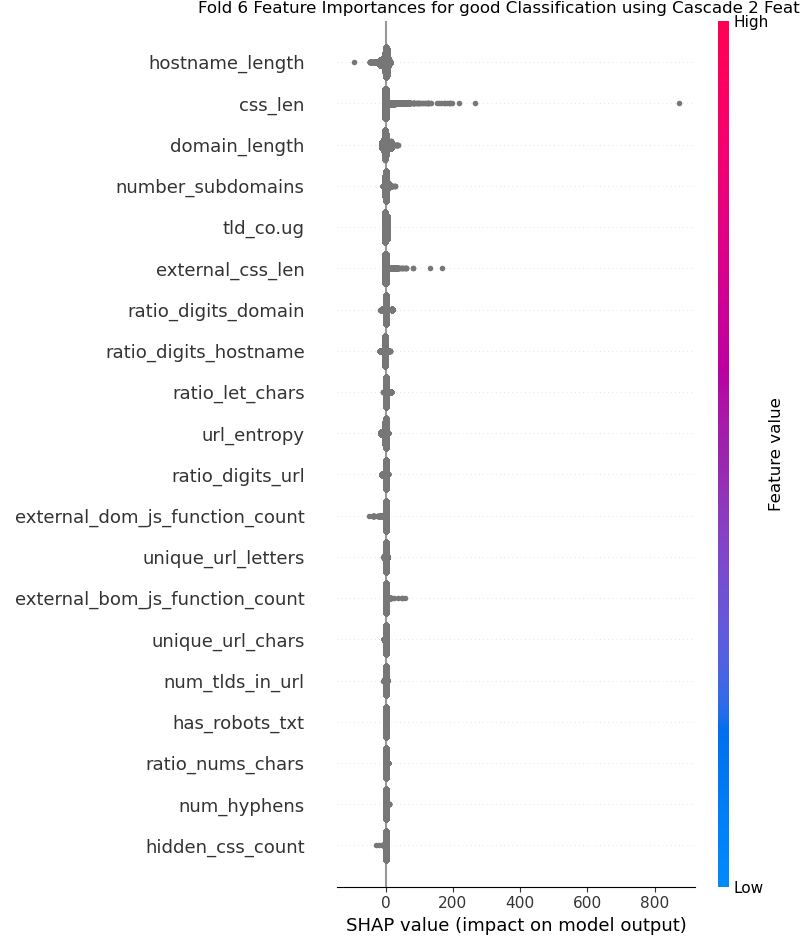 Fold 6 Feature Importances for good Classification using Cascade 2 Feat
High
hostname_length
css_len
domain_length
number_subdomains
tld_co.ug
external_css_len
ratio_digits_domain
ratio_digits_hostname
ratio_let_chars
url_entropy
ratio_digits_url
external_dom_js_function_count
unique_url_letters
external_bom_js_function_count
unique_url_chars
num_tlds_in_url
has_robots_txt
ratio_nums_chars
num_hyphens
hidden_css_count
Feature value
Low
0 200 400 600 800
SHAP value (impact on model output)